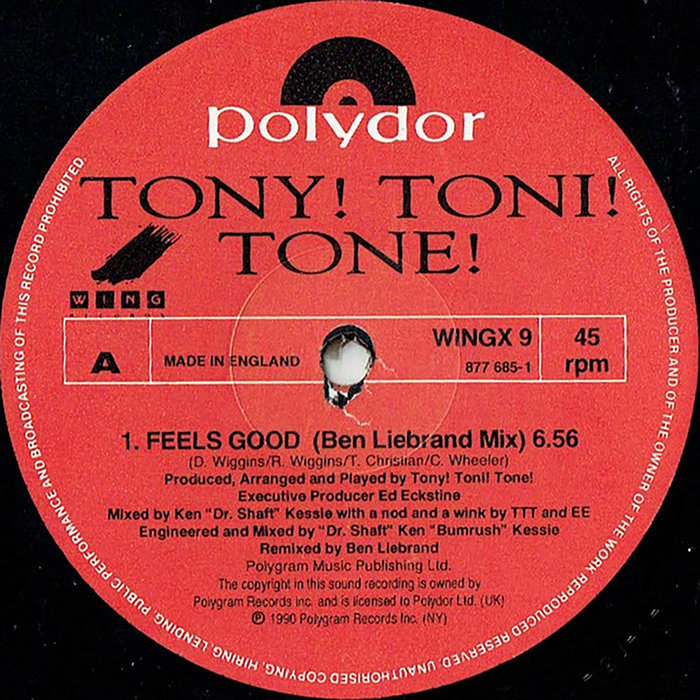 polydor
TONY! TONI!
TONE!
WING
RECORDS
A
MADE IN ENGLAND
WINGX 9
877 685-1
45
rpm
1. FEELS GOOD (Ben Liebrand Mix) 6.56
(D. Wiggins/R. Wiggins/T. Christian/C. Wheeler)
Produced, Arranged and Played by Tony! Toni! Tone!
Executive Producer Ed Eckstine
Mixed by Ken "Dr. Shaft" Kessie with a nod and a wink by TTT and EE
Engineered and Mixed by "Dr. Shaft" Ken "Bumrush" Kessie
Remixed by Ben Liebrand
Polygram Music Publishing Ltd.
The copyright in this sound recording is owned by
Polygram Records Inc. and is licensed to Polydor Ltd. (UK)
℗ 1990 Polygram Records Inc. (NY)
ALL RIGHTS OF THE PRODUCER AND OF THE OWNER OF THE WORK REPRODUCED RESERVED. UNAUTHORISED COPYING, HIRING, LENDING, PUBLIC PERFORMANCE AND BROADCASTING OF THIS RECORD PROHIBITED.